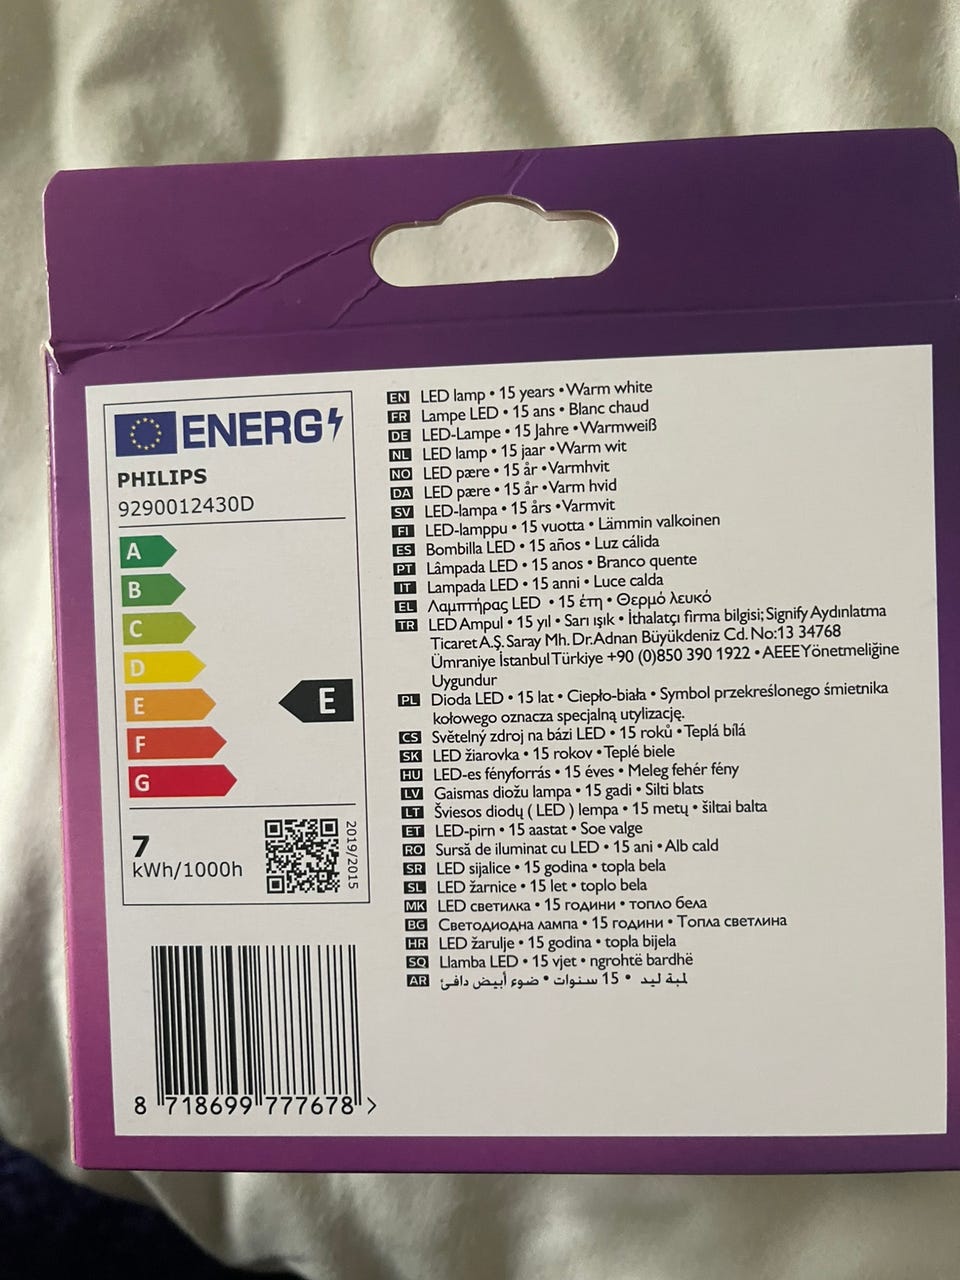 ENERG
PHILIPS
9290012430D
A
B
C
D
E
F
G
E
7
kWh/1000h
2019/2015
8 718699 777678 >
EN LED lamp • 15 years • Warm white
FR Lampe LED • 15 ans • Blanc chaud
DE LED-Lampe • 15 Jahre • Warmweiß
NL LED lamp • 15 jaar • Warm wit
NO LED pære • 15 år • Varmhvit
DA LED pære • 15 år • Varm hvid
SV LED-lampa • 15 års • Varmvit
FI LED-lamppu • 15 vuotta • Lämmin valkoinen
ES Bombilla LED • 15 años • Luz cálida
PT Lâmpada LED • 15 anos • Branco quente
IT Lampada LED • 15 anni • Luce calda
EL Λαμπτήρας LED • 15 έτη • Θερμό λευκό
TR LED Ampul • 15 yıl • Sarı ışık • İthalatçı firma bilgisi; Signify Aydınlatma
Ticaret A.Ş. Saray Mh. Dr.Adnan Büyükdeniz Cd. No:13 34768
Ümraniye İstanbul Türkiye +90 (0)850 390 1922 • AEEE Yönetmeliğine
Uygundur
PL Dioda LED • 15 lat • Ciepło-biała • Symbol przekreślonego śmietnika
kołowego oznacza specjalną utylizację.
CS Světelný zdroj na bázi LED • 15 roků • Teplá bílá
SK LED žiarovka • 15 rokov • Teplé biele
HU LED-es fényforrás • 15 éves • Meleg fehér fény
LV Gaismas diožu lampa • 15 gadi • Silti blats
LT Šviesos diodų ( LED ) lempa • 15 metų • šiltai balta
ET LED-pirn • 15 aastat • Soe valge
RO Sursă de iluminat cu LED • 15 ani • Alb cald
SR LED sijalice • 15 godina • topla bela
SL LED žarnice • 15 let • toplo bela
MK LED светилка • 15 години • топло бела
BG Светодиодна лампа • 15 години • Топла светлина
HR LED žarulje • 15 godina • topla bijela
SQ Llamba LED • 15 vjet • ngrohtë bardhë
AR لمبة ليد • 15 سنوات • ضوء أبيض دافئ